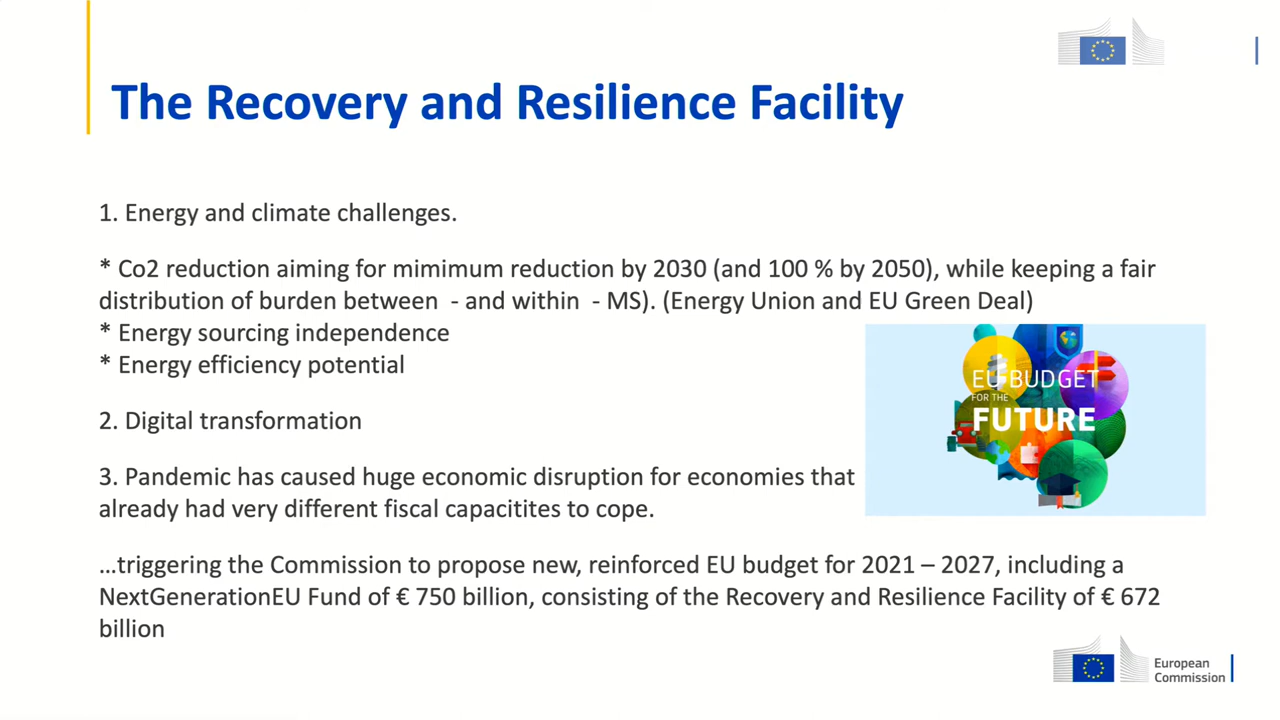 The Recovery and Resilience Facility
1. Energy and climate challenges.
* Co2 reduction aiming for mimimum reduction by 2030 (and 100 % by 2050), while keeping a fair
distribution of burden between - and within - MS). (Energy Union and EU Green Deal)
* Energy sourcing independence
* Energy efficiency potential
EU BUDGET
FOR THE
FUTURE
2. Digital transformation
3. Pandemic has caused huge economic disruption for economies that
already had very different fiscal capacitites to cope.
...triggering the Commission to propose new, reinforced EU budget for 2021 – 2027, including a
NextGenerationEU Fund of € 750 billion, consisting of the Recovery and Resilience Facility of € 672
billion
European
Commission